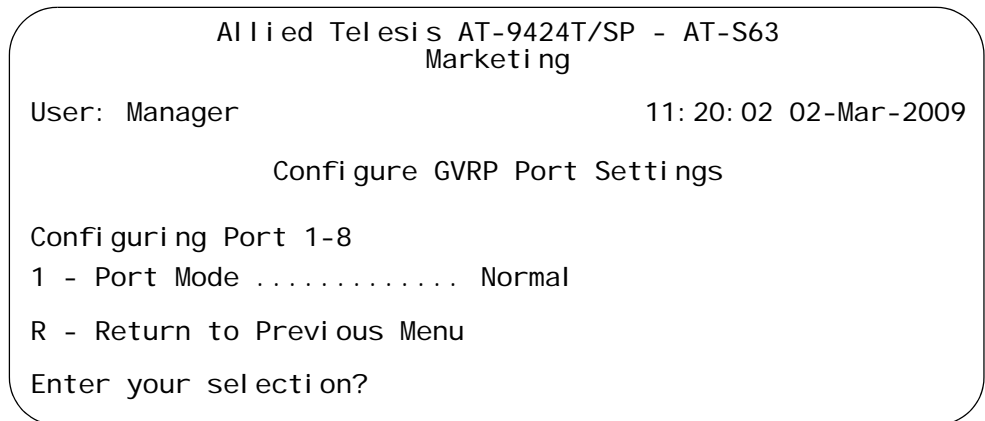 Allied Telesis AT-9424T/SP - AT-S63
Marketing
User: Manager 11:20:02 02-Mar-2009
Configure GVRP Port Settings
Configuring Port 1-8
1 - Port Mode ............. Normal
R - Return to Previous Menu
Enter your selection?